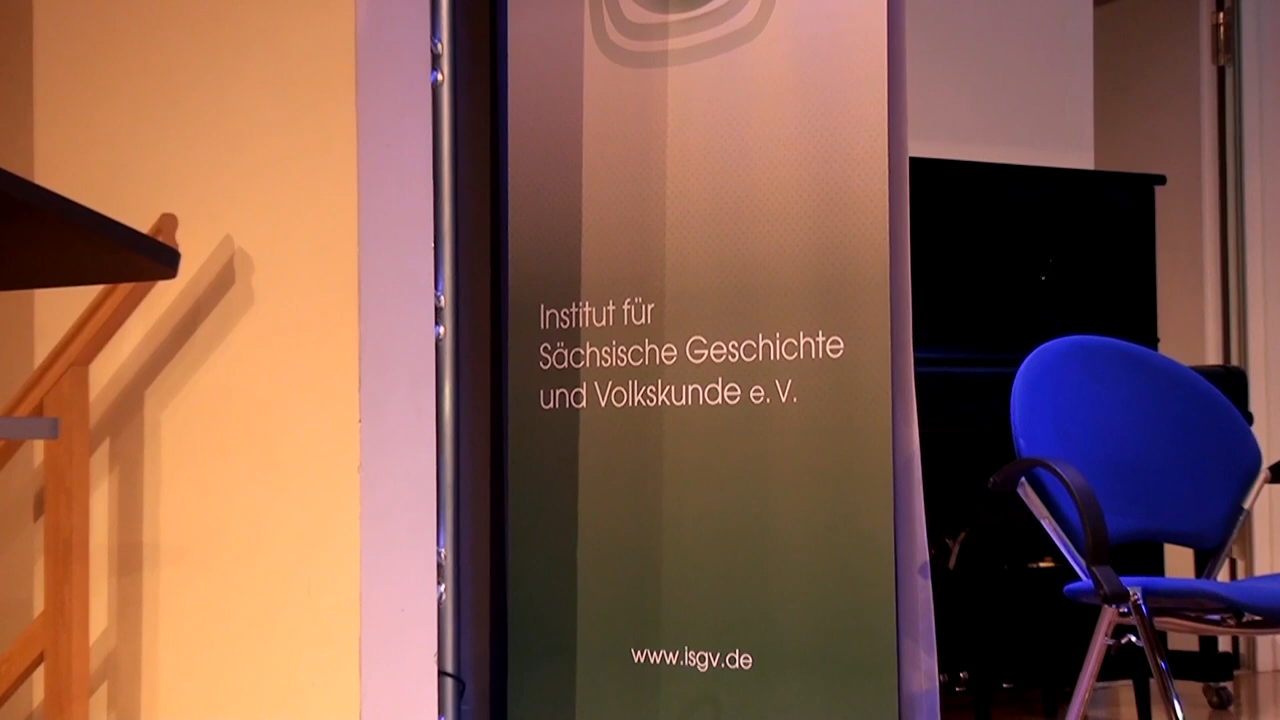 Institut für
Sächsische Geschichte
und Volkskunde e. V.
www.isgv.de